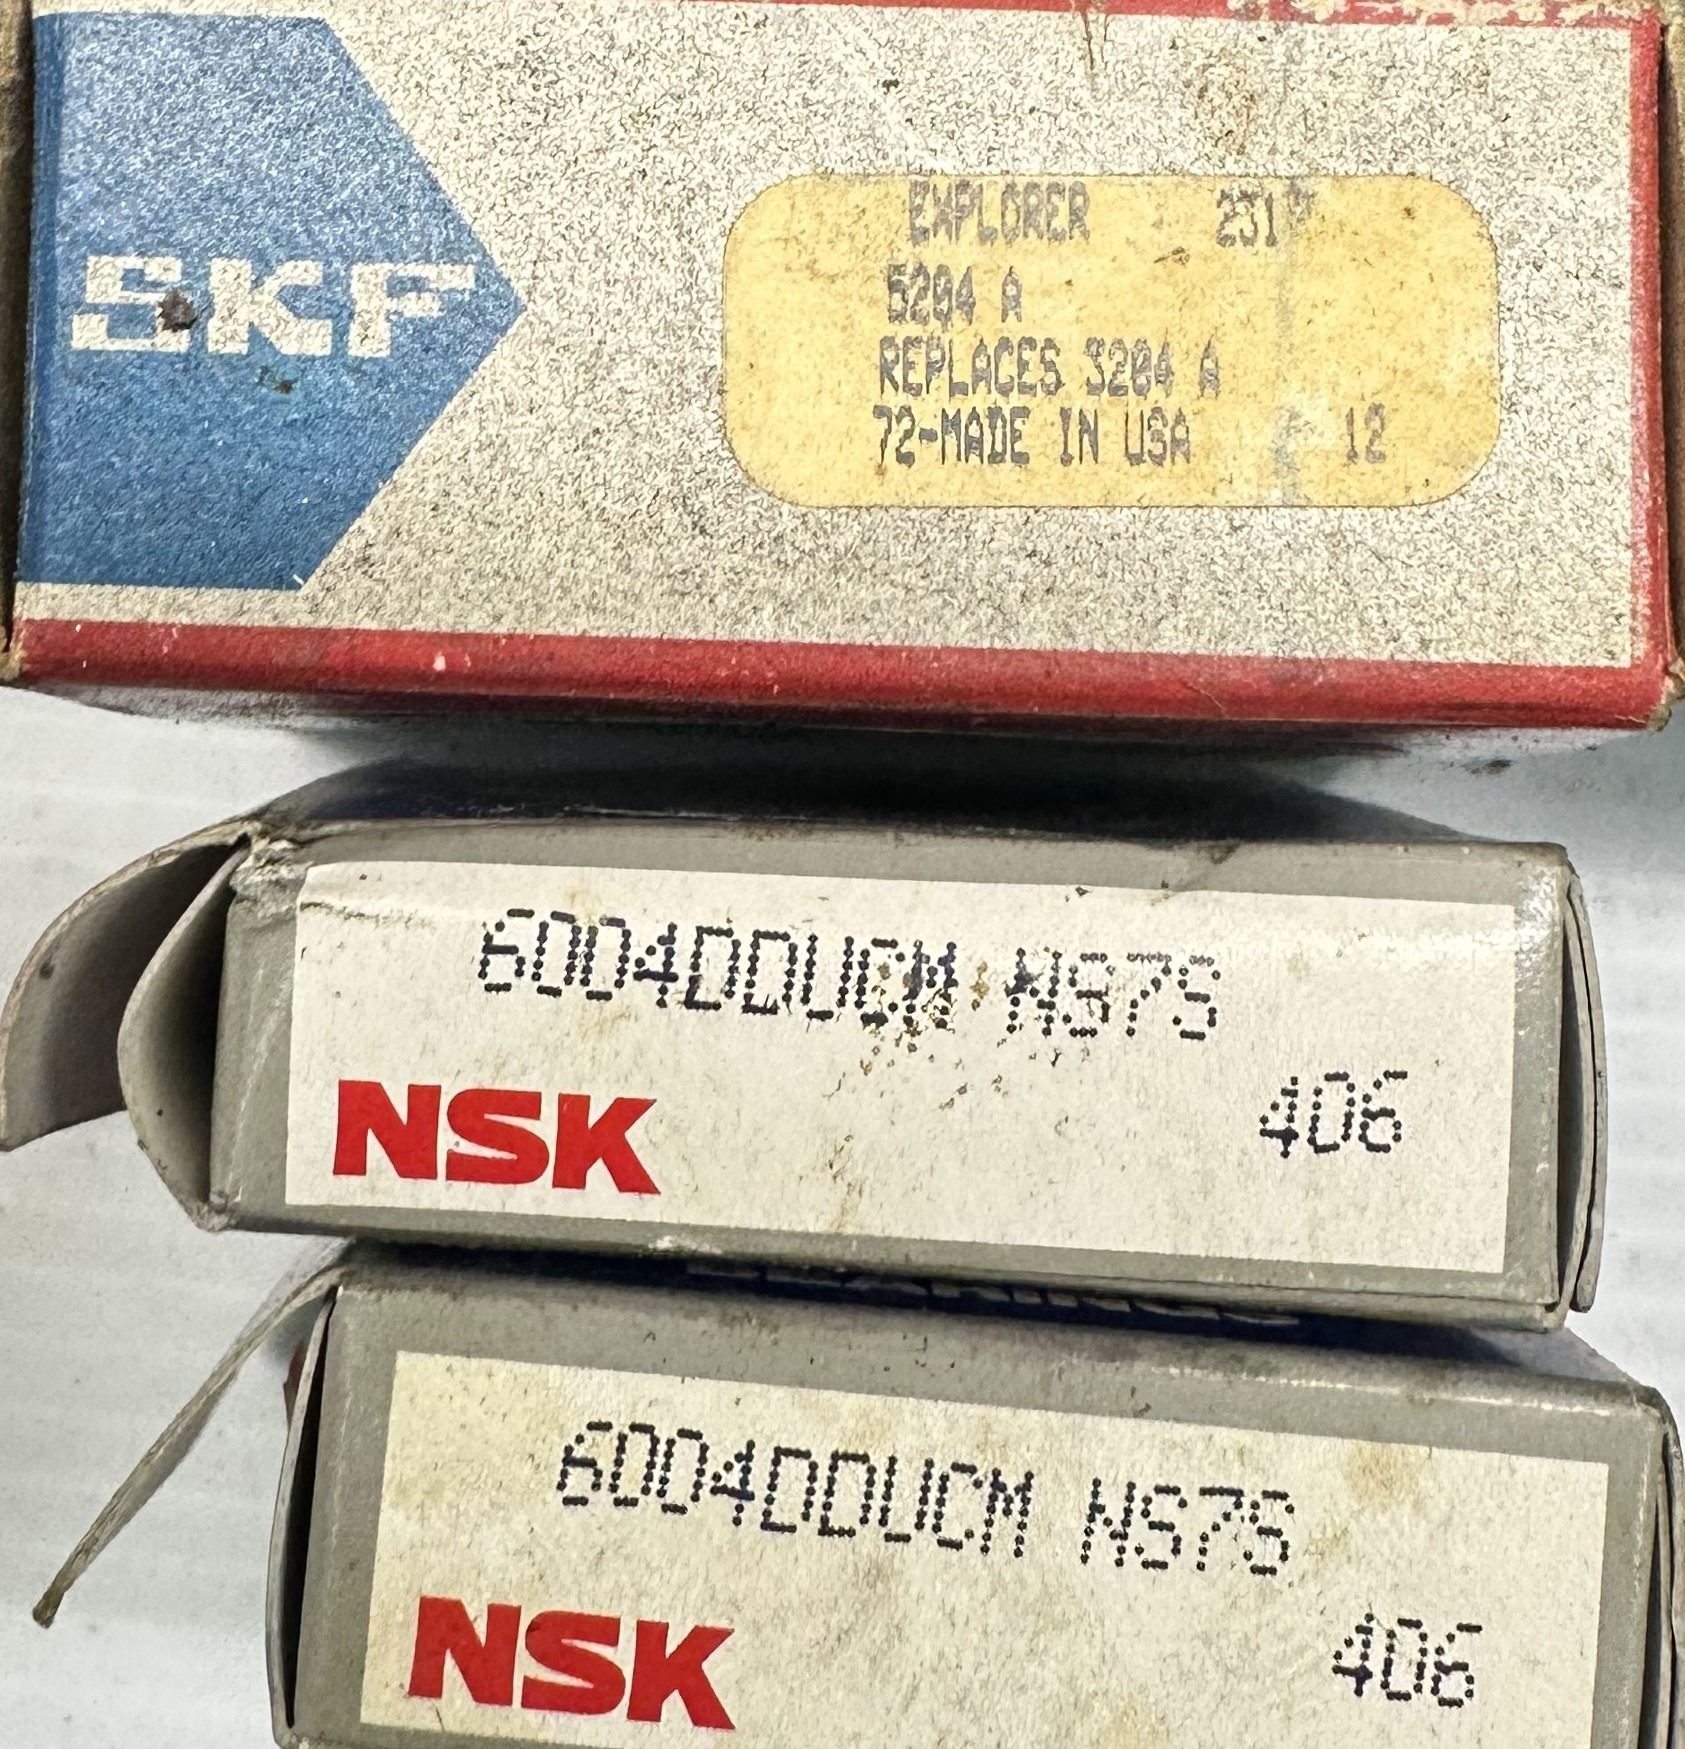 SKF
EXPLORER
5204 A
REPLACES 3204 A
72-MADE IN USA 12
6004DDUCM NS7S
NSK
406
6004DDUCM NS7S
NSK
406